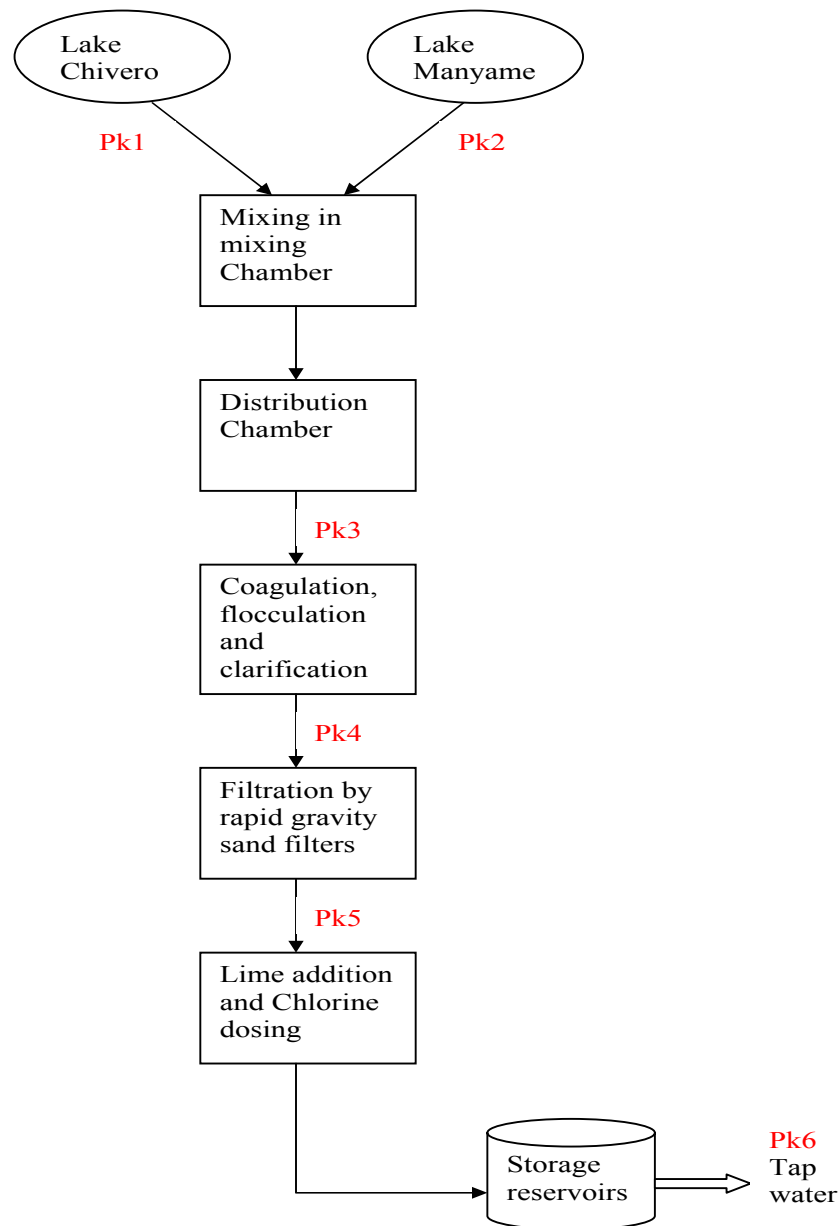 Lake
Chivero
Lake
Manyame
Pk1
Pk2
Mixing in
mixing
Chamber
Distribution
Chamber
Pk3
Coagulation,
flocculation
and
clarification
Pk4
Filtration by
rapid gravity
sand filters
Pk5
Lime addition
and Chlorine
dosing
Storage
reservoirs
Pk6
Tap
water